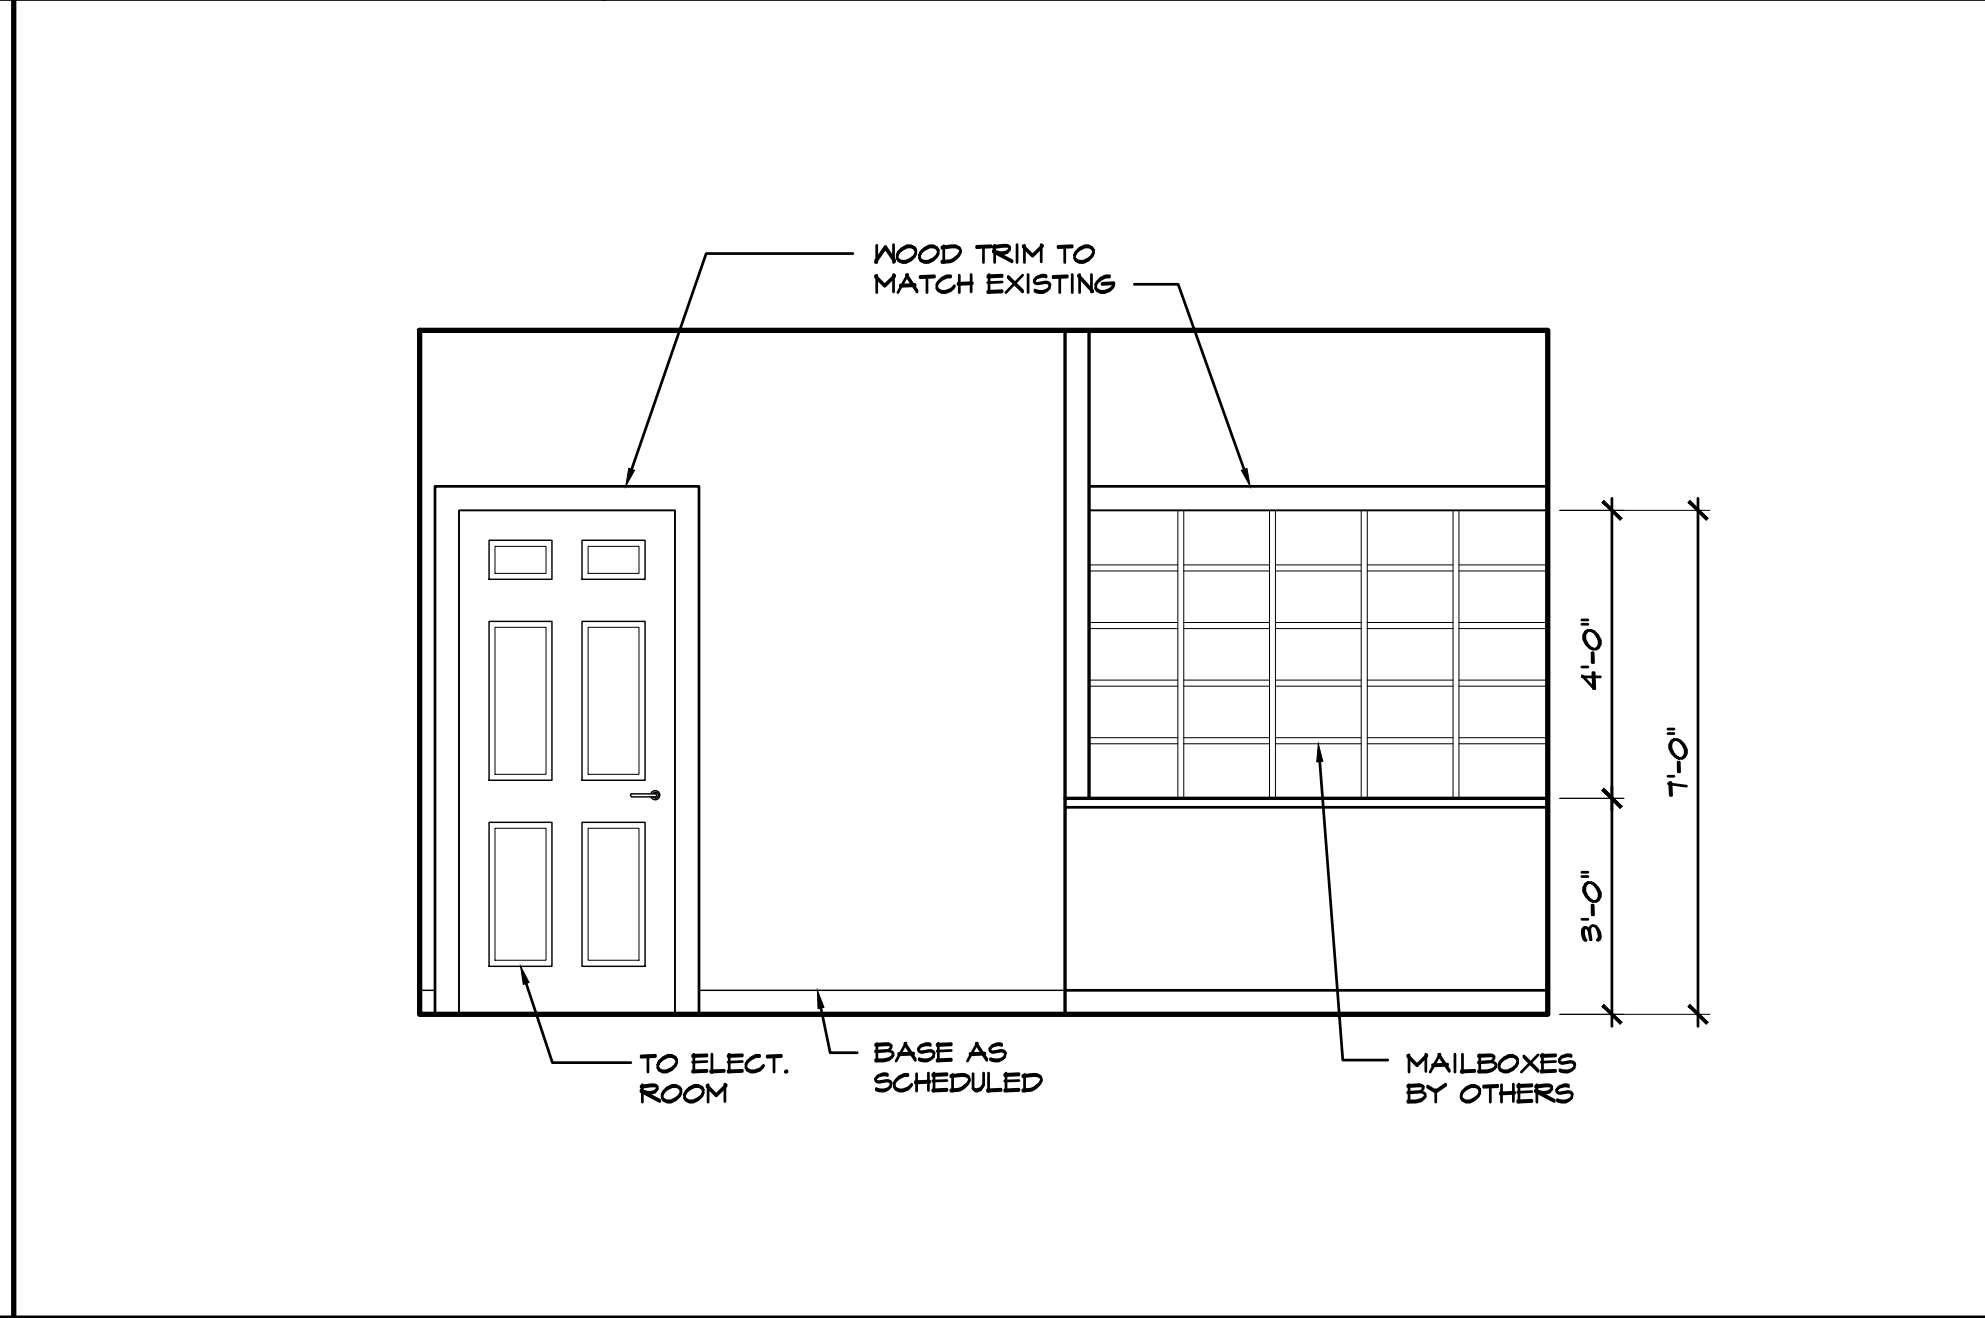 WOOD TRIM TO
MATCH EXISTING
4'-0"
7'-0"
3'-0"
TO ELECT.
ROOM
BASE AS
SCHEDULED
MAILBOXES
BY OTHERS